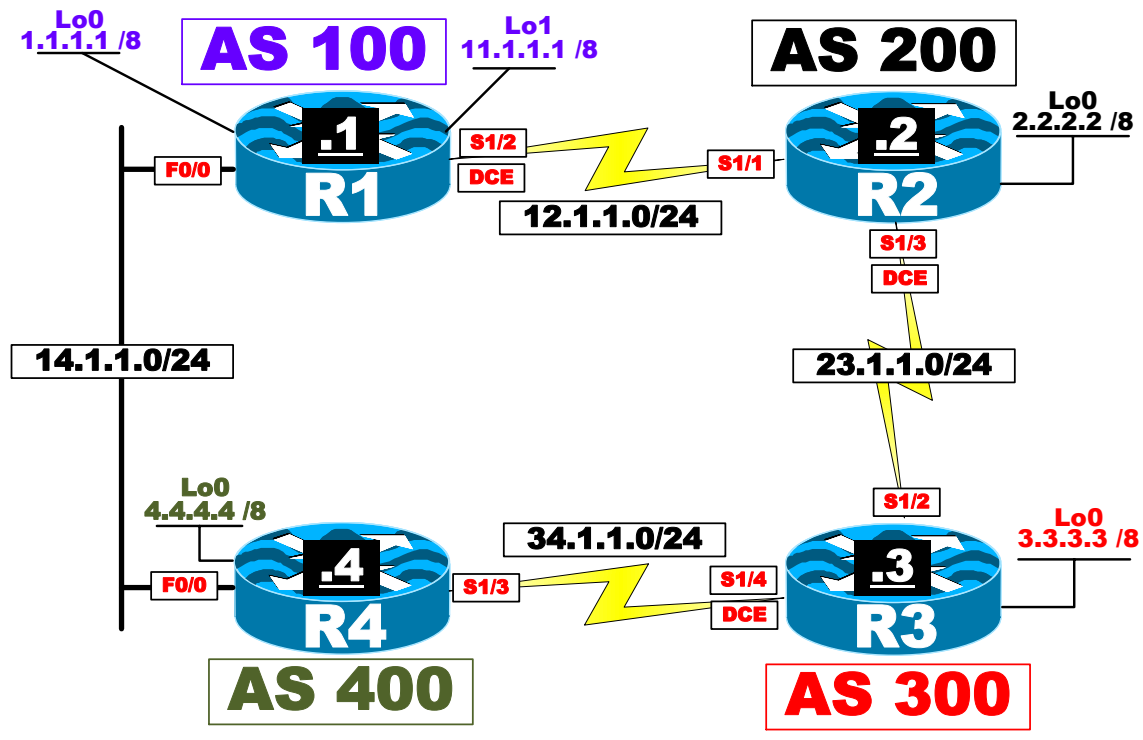 Lo0
1.1.1.1 /8
AS 100
Lo1
11.1.1.1 /8
AS 200
Lo0
2.2.2.2 /8
.1
R1
F0/0
S1/2
DCE
12.1.1.0/24
S1/1
.2
R2
S1/3
DCE
14.1.1.0/24
23.1.1.0/24
Lo0
4.4.4.4 /8
.4
R4
F0/0
S1/3
34.1.1.0/24
S1/4
DCE
S1/2
.3
R3
Lo0
3.3.3.3 /8
AS 400
AS 300